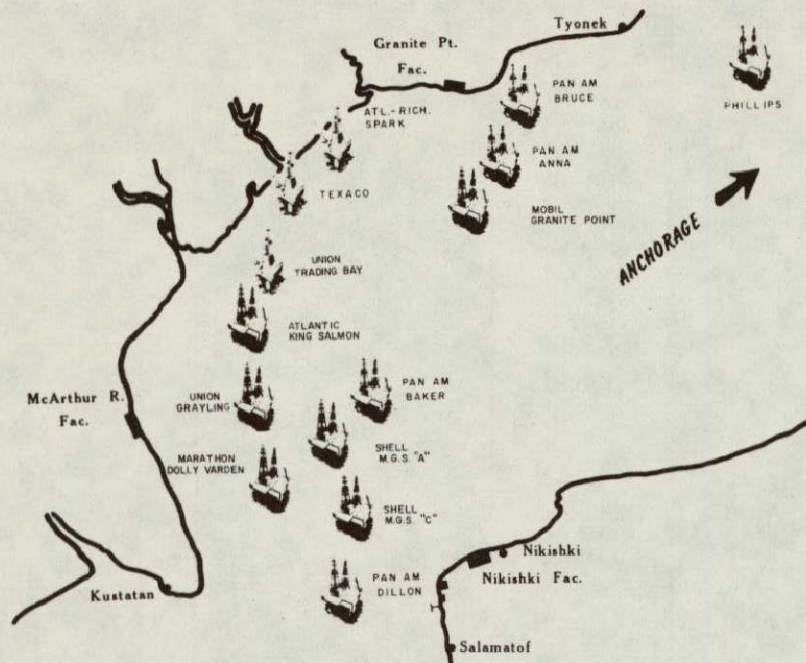 Tyonek
Granite Pt.
Fac.
PAN AM
BRUCE
PHILLIPS
ATL.-RICH.
SPARK
PAN AM
ANNA
TEXACO
MOBIL
GRANITE POINT
ANCHORAGE
UNION
TRADING BAY
ATLANTIC
KING SALMON
McArthur R.
Fac.
UNION
GRAYLING
PAN AM
BAKER
MARATHON
DOLLY VARDEN
SHELL
M.G.S. "A"
SHELL
M.G.S. "C"
Nikishki
Nikishki Fac.
Kustatan
PAN AM
DILLON
Salamatof